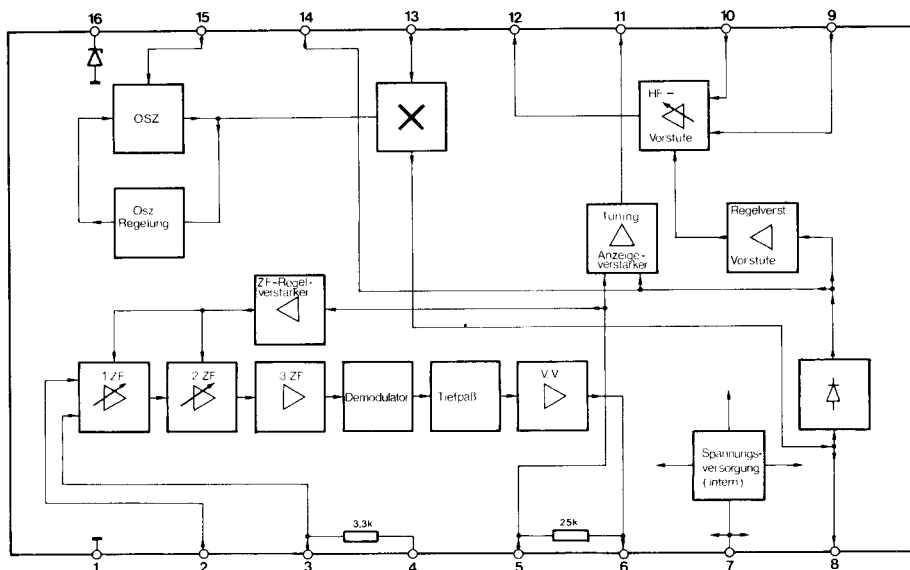 16
15
14
13
12
11
10
9
OSZ
HF-
Vorstufe
Osz
Regelung
Tuning
Anzeige-
verstärker
Regelverst.
Vorstufe
ZF-Regel-
verstärker
1.ZF
2.ZF
3.ZF
Demodulator
Tiefpaß
V.V
Spannungs-
versorgung
(intern)
3,3k
25k
1
2
3
4
5
6
7
8